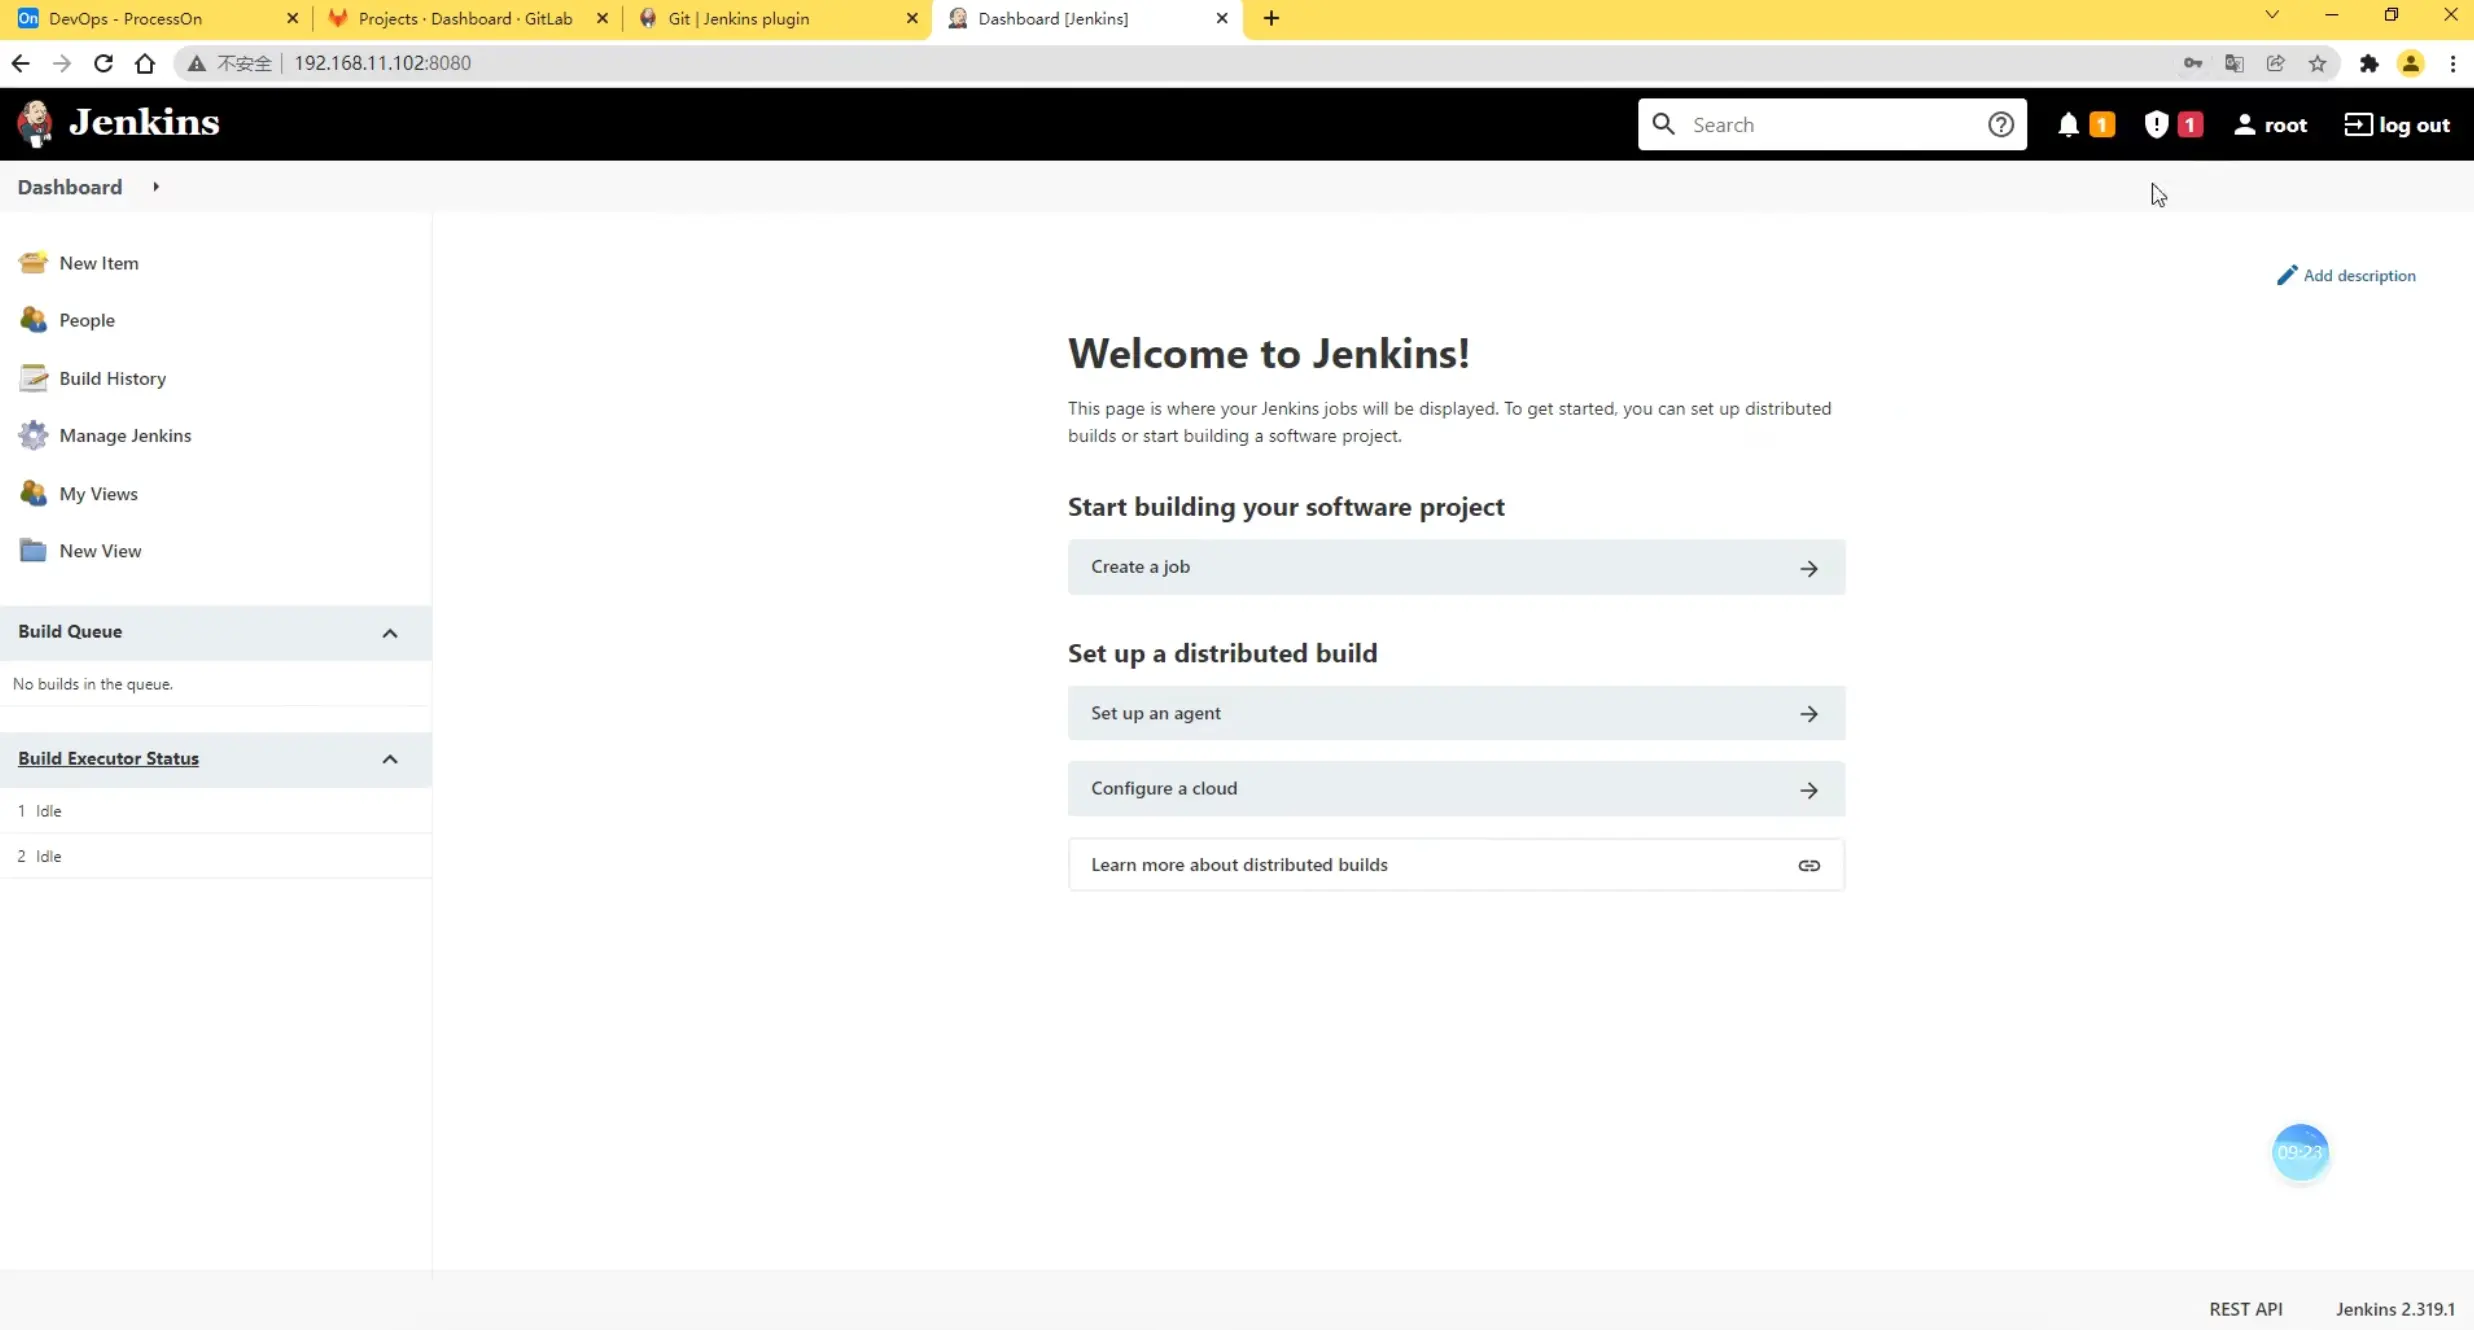 On DevOps - ProcessOn
Projects · Dashboard · GitLab
Git | Jenkins plugin
Dashboard [Jenkins]
不安全 192.168.11.102:8080
Jenkins
Search
1
1
root
log out
Dashboard
New Item
People
Build History
Manage Jenkins
My Views
New View
Build Queue
No builds in the queue.
Build Executor Status
1 Idle
2 Idle
Add description
Welcome to Jenkins!
This page is where your Jenkins jobs will be displayed. To get started, you can set up distributed
builds or start building a software project.
Start building your software project
Create a job
Set up a distributed build
Set up an agent
Configure a cloud
Learn more about distributed builds
09:23
REST API
Jenkins 2.319.1